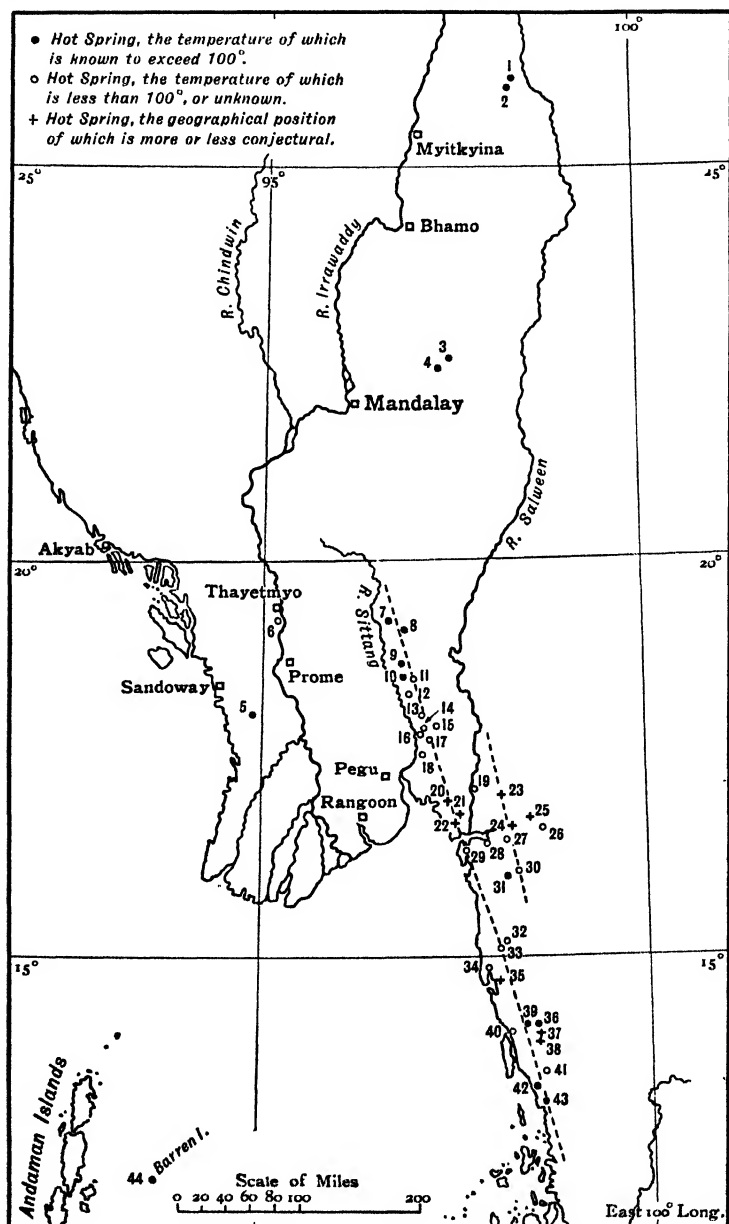 • Hot Spring, the temperature of which
is known to exceed 100°.
○ Hot Spring, the temperature of which
is less than 100°, or unknown.
+ Hot Spring, the geographical position
of which is more or less conjectural.
100°
1
2
Myitkyina
25°
95°
25°
R. Chindwin
R. Irrawaddy
Bhamo
3
4
Mandalay
R. Salween
Akyab
20°
20°
Thayetmyo
R. Sittang
6
7
8
9
Prome
10
11
Sandoway
12
5
13
14
15
16
17
18
Pegu
19
23
20
21
25
Rangoon
22
24
26
27
28
29
30
31
32
15°
33
15°
34
35
39
36
40
37
38
41
42
43
Andaman Islands
44
Barren I.
Scale of Miles
0 20 40 60 80 100 200
East 100° Long.